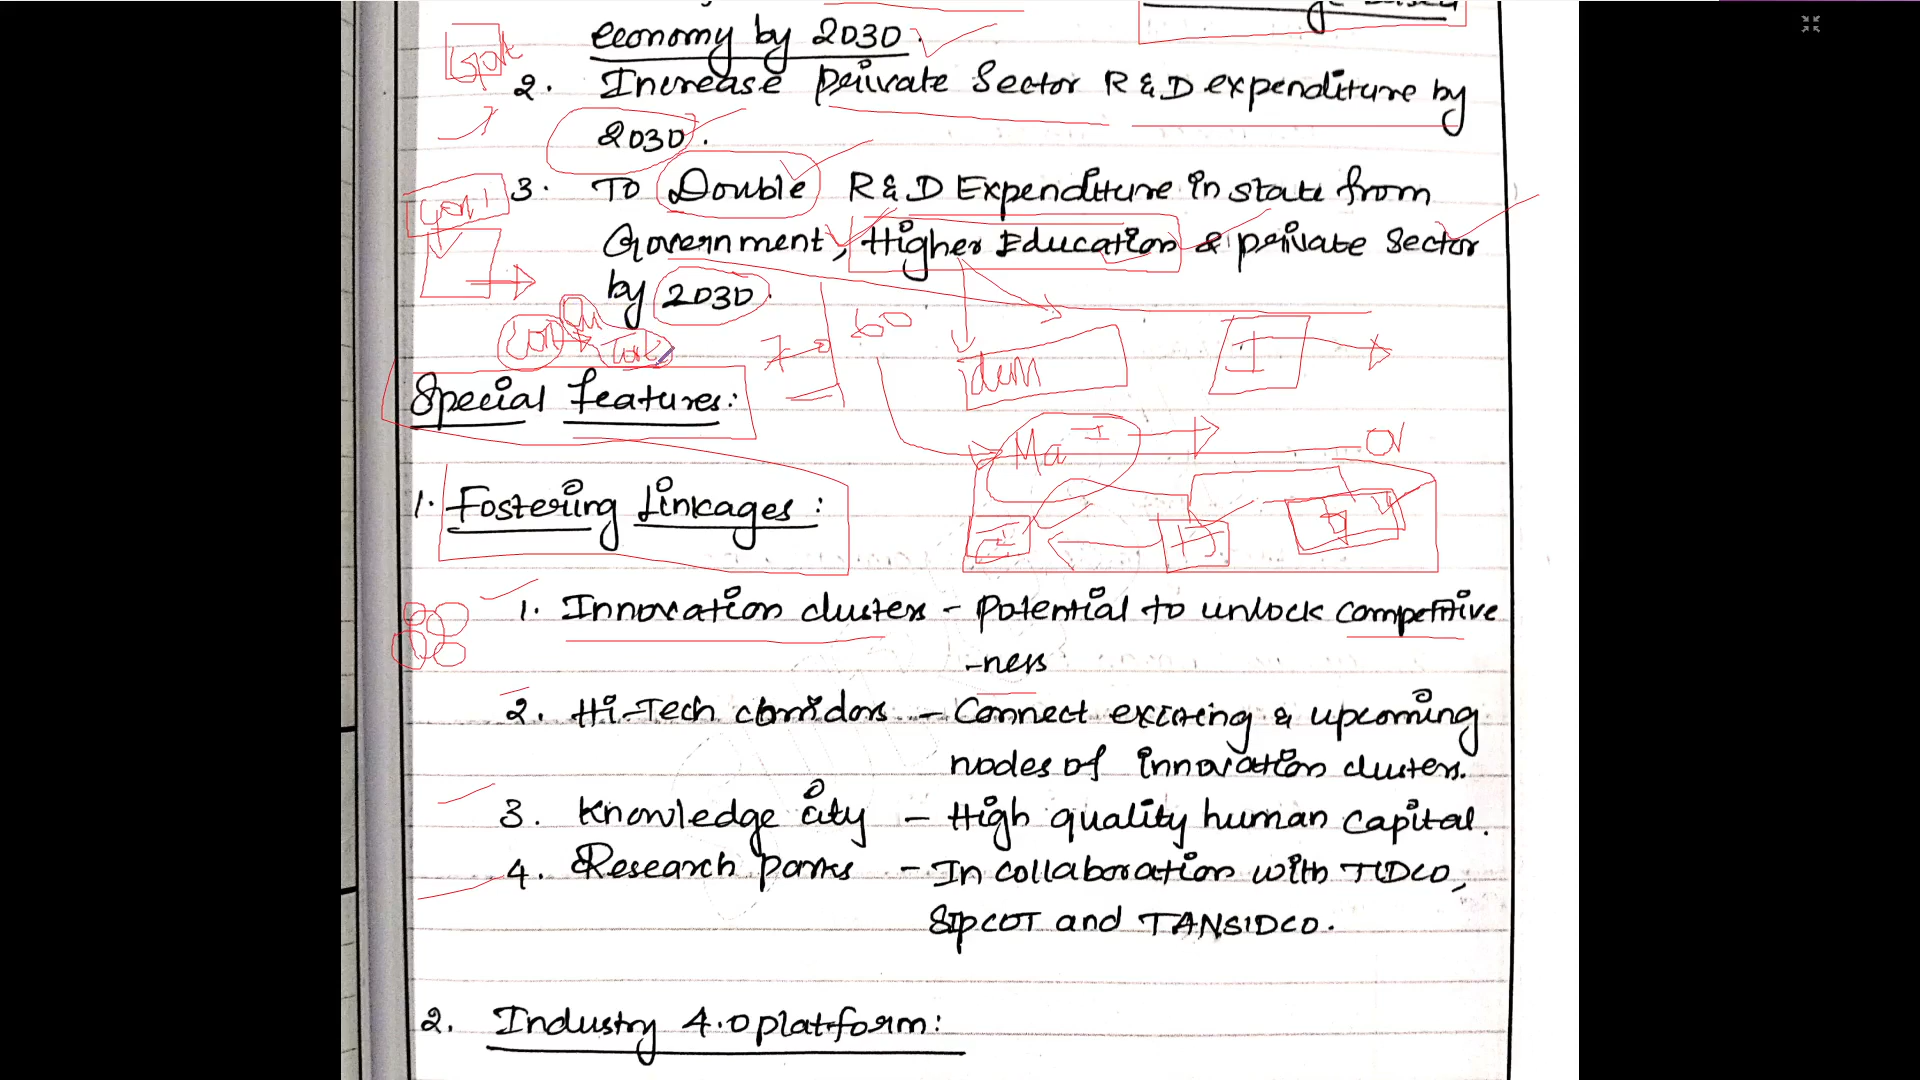 economy by 2030.
2. Increase private Sector R & D expenditure by
2030.
3. To Double R & D Expenditure in state from
Government, Higher Education & private Sector
by 2030.
60
idea
I
Special features:
Ma I
1. Fostering Linkages:
1. Innovation clusters - Potential to unlock competitive
-ness
2. Hi-Tech corridors - Connect existing & upcoming
nodes of innovation clusters.
3. Knowledge city - High quality human capital.
4. Research parks - In collaboration with TIDCO,
SIPCOT and TANSIDCO.
2. Industry 4.0 platform: